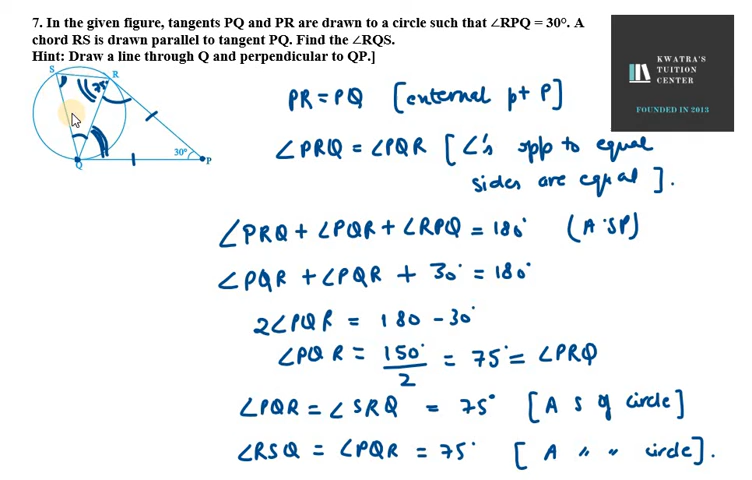 7. In the given figure, tangents PQ and PR are drawn to a circle such that ∠RPQ = 30°. A
chord RS is drawn parallel to tangent PQ. Find the ∠RQS.
Hint: Draw a line through Q and perpendicular to QP.]
KWATRA'S
TUITION
CENTER
FOUNDED IN 2013
S
R
75°
30°
P
Q
PR = PQ [external pt P]
∠PRQ = ∠PQR [∠'s opp to equal
sides are equal].
∠PRQ + ∠PQR + ∠RPQ = 180° (A·SP)
∠PQR + ∠PQR + 30° = 180°
2∠PQR = 180 - 30°
∠PQR = 150°/2 = 75° = ∠PRQ
∠PQR = ∠SRQ = 75° [A S of circle]
∠RSQ = ∠PQR = 75° [A " " circle].